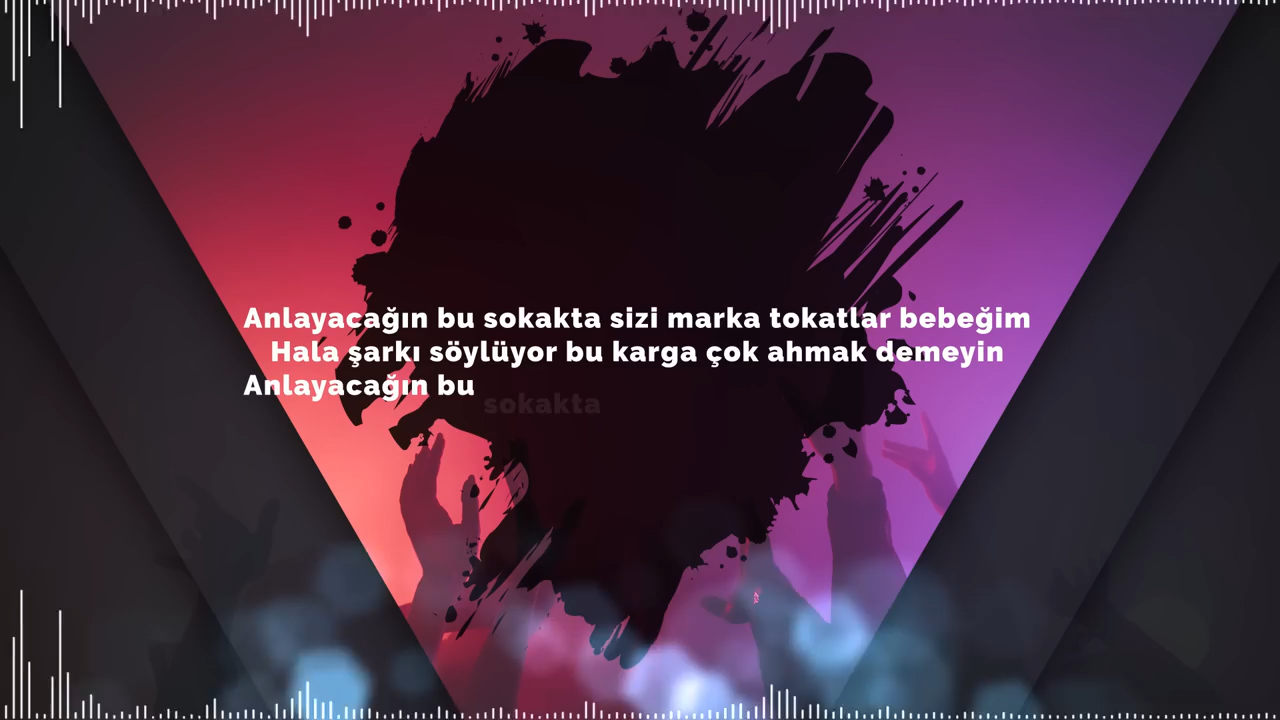 Anlayacağın bu sokakta sizi marka tokatlar bebeğim
Hala şarkı söylüyor bu karga çok ahmak demeyin
Anlayacağın bu sokakta